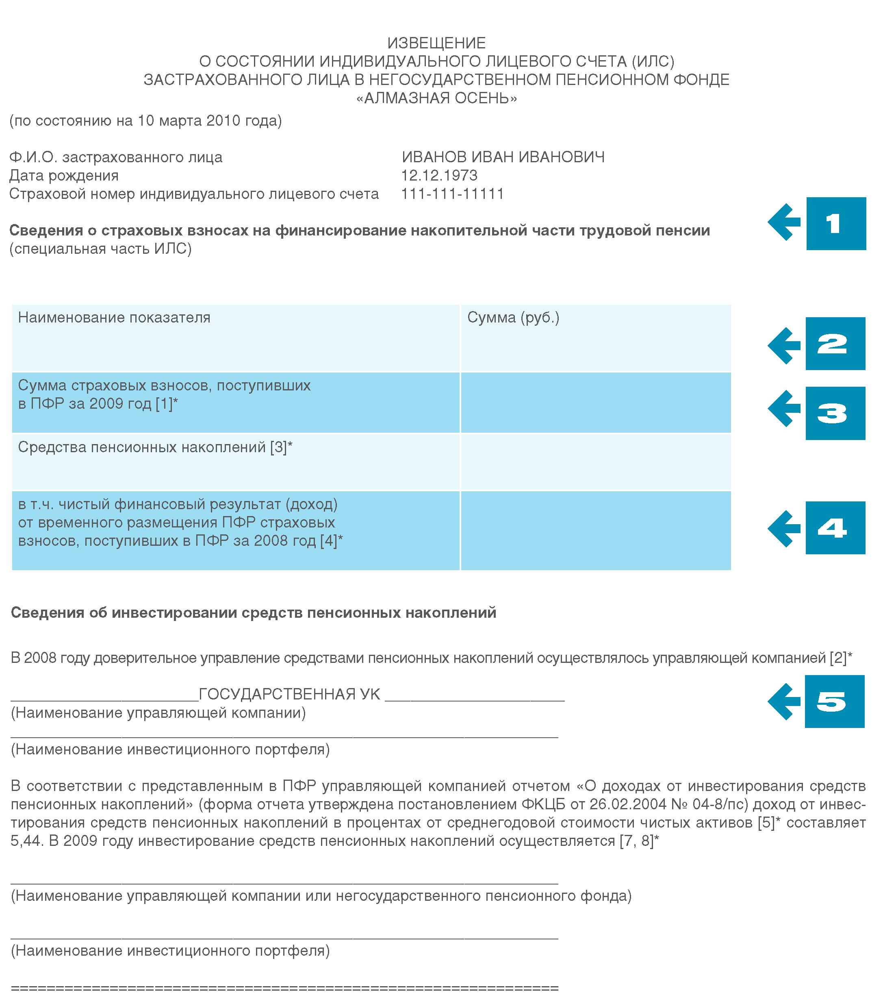 ИЗВЕЩЕНИЕ
О СОСТОЯНИИ ИНДИВИДУАЛЬНОГО ЛИЦЕВОГО СЧЕТА (ИЛС)
ЗАСТРАХОВАННОГО ЛИЦА В НЕГОСУДАРСТВЕННОМ ПЕНСИОННОМ ФОНДЕ
«АЛМАЗНАЯ ОСЕНЬ»
(по состоянию на 10 марта 2010 года)
Ф.И.О. застрахованного лица ИВАНОВ ИВАН ИВАНОВИЧ
Дата рождения 12.12.1973
Страховой номер индивидуального лицевого счета 111-111-11111
1
Сведения о страховых взносах на финансирование накопительной части трудовой пенсии
(специальная часть ИЛС)
Наименование показателя Сумма (руб.)
2
Сумма страховых взносов, поступивших
в ПФР за 2009 год [1]*
3
Средства пенсионных накоплений [3]*
в т.ч. чистый финансовый результат (доход)
от временного размещения ПФР страховых
взносов, поступивших в ПФР за 2008 год [4]*
4
Сведения об инвестировании средств пенсионных накоплений
В 2008 году доверительное управление средствами пенсионных накоплений осуществлялось управляющей компанией [2]*
______________________ГОСУДАРСТВЕННАЯ УК _____________________
5
(Наименование управляющей компании)
________________________________________________________________
(Наименование инвестиционного портфеля)
В соответствии с представленным в ПФР управляющей компанией отчетом «О доходах от инвестирования средств
пенсионных накоплений» (форма отчета утверждена постановлением ФКЦБ от 26.02.2004 № 04-8/пс) доход от инвес-
тирования средств пенсионных накоплений в процентах от среднегодовой стоимости чистых активов [5]* составляет
5,44. В 2009 году инвестирование средств пенсионных накоплений осуществляется [7, 8]*
________________________________________________________________
(Наименование управляющей компании или негосударственного пенсионного фонда)
________________________________________________________________
(Наименование инвестиционного портфеля)
================================================================